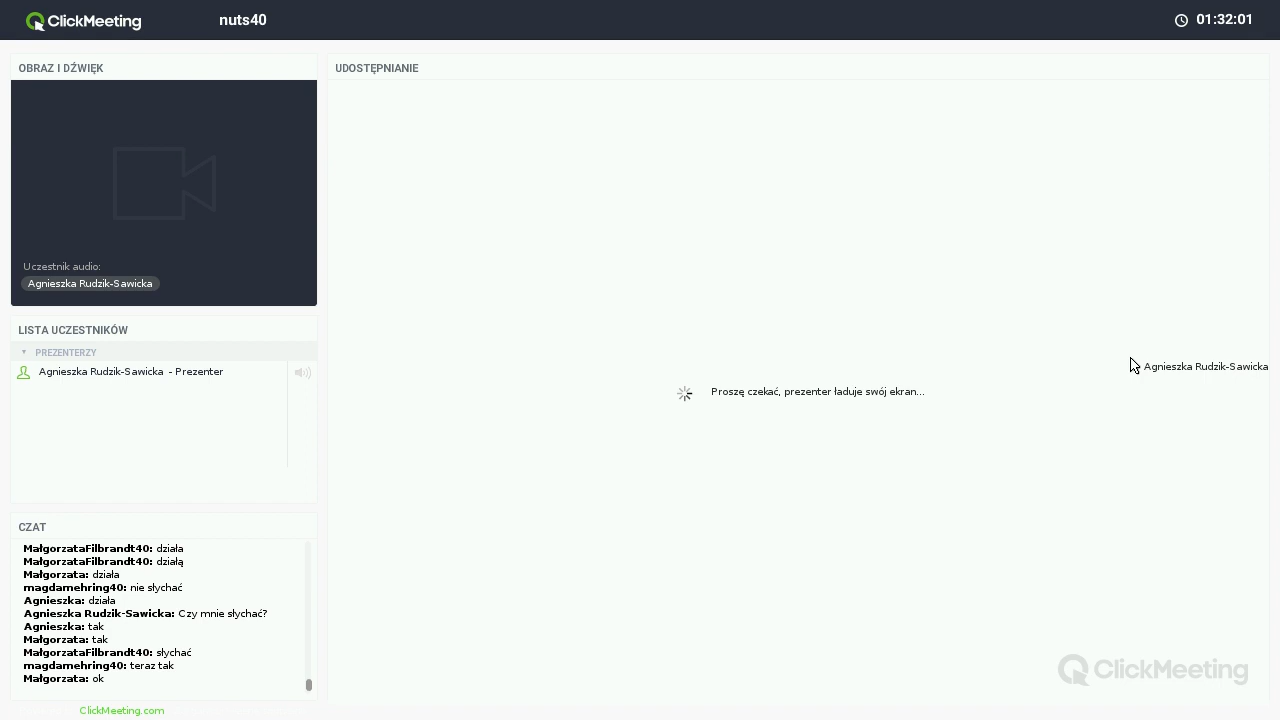 ClickMeeting
nuts40
01:32:01
OBRAZ I DŹWIĘK
Uczestnik audio:
Agnieszka Rudzik-Sawicka
LISTA UCZESTNIKÓW
PREZENTERZY
Agnieszka Rudzik-Sawicka - Prezenter
CZAT
MałgorzataFilbrandt40: działa
MałgorzataFilbrandt40: działą
Małgorzata: działa
magdamehring40: nie słychać
Agnieszka: działa
Agnieszka Rudzik-Sawicka: Czy mnie słychać?
Agnieszka: tak
Małgorzata: tak
MałgorzataFilbrandt40: słychać
magdamehring40: teraz tak
Małgorzata: ok
ClickMeeting.com
UDOSTĘPNIANIE
Agnieszka Rudzik-Sawicka
Proszę czekać, prezenter ładuje swój ekran...
ClickMeeting